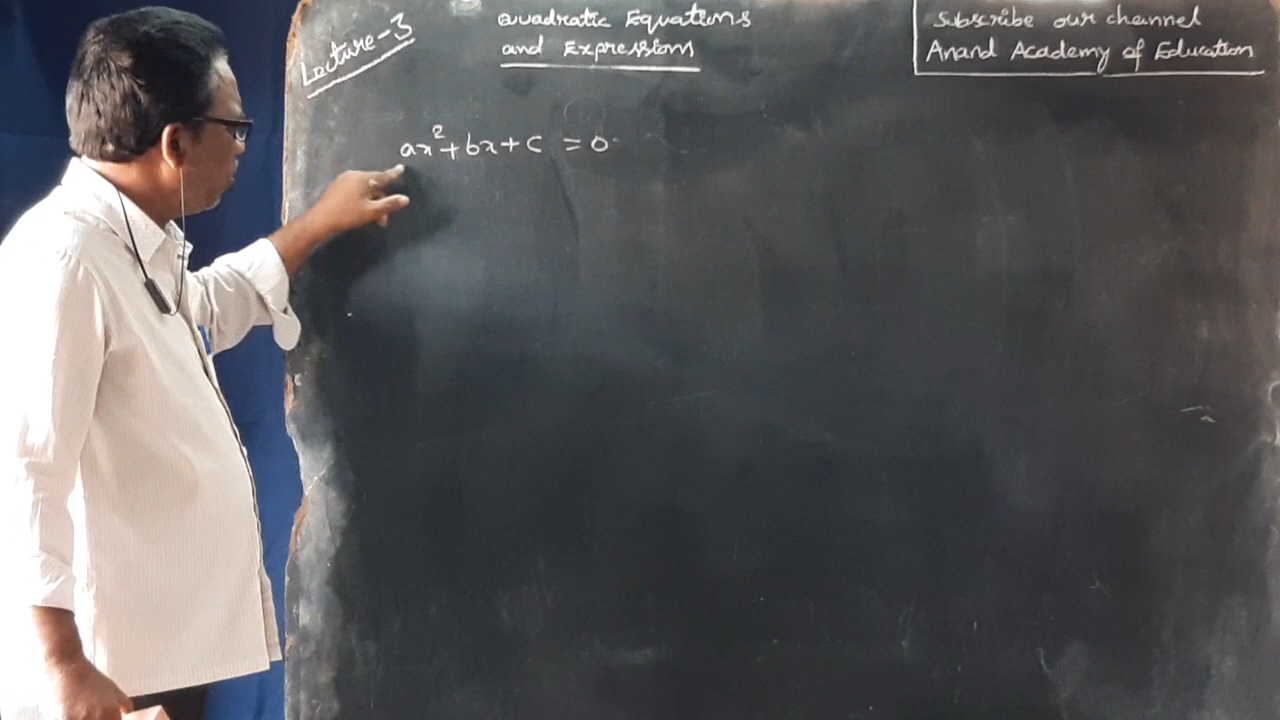 Lecture-3
Quadratic Equations
and Expressions
Subscribe our channel
Anand Academy of Education
ax²+bx+c = 0